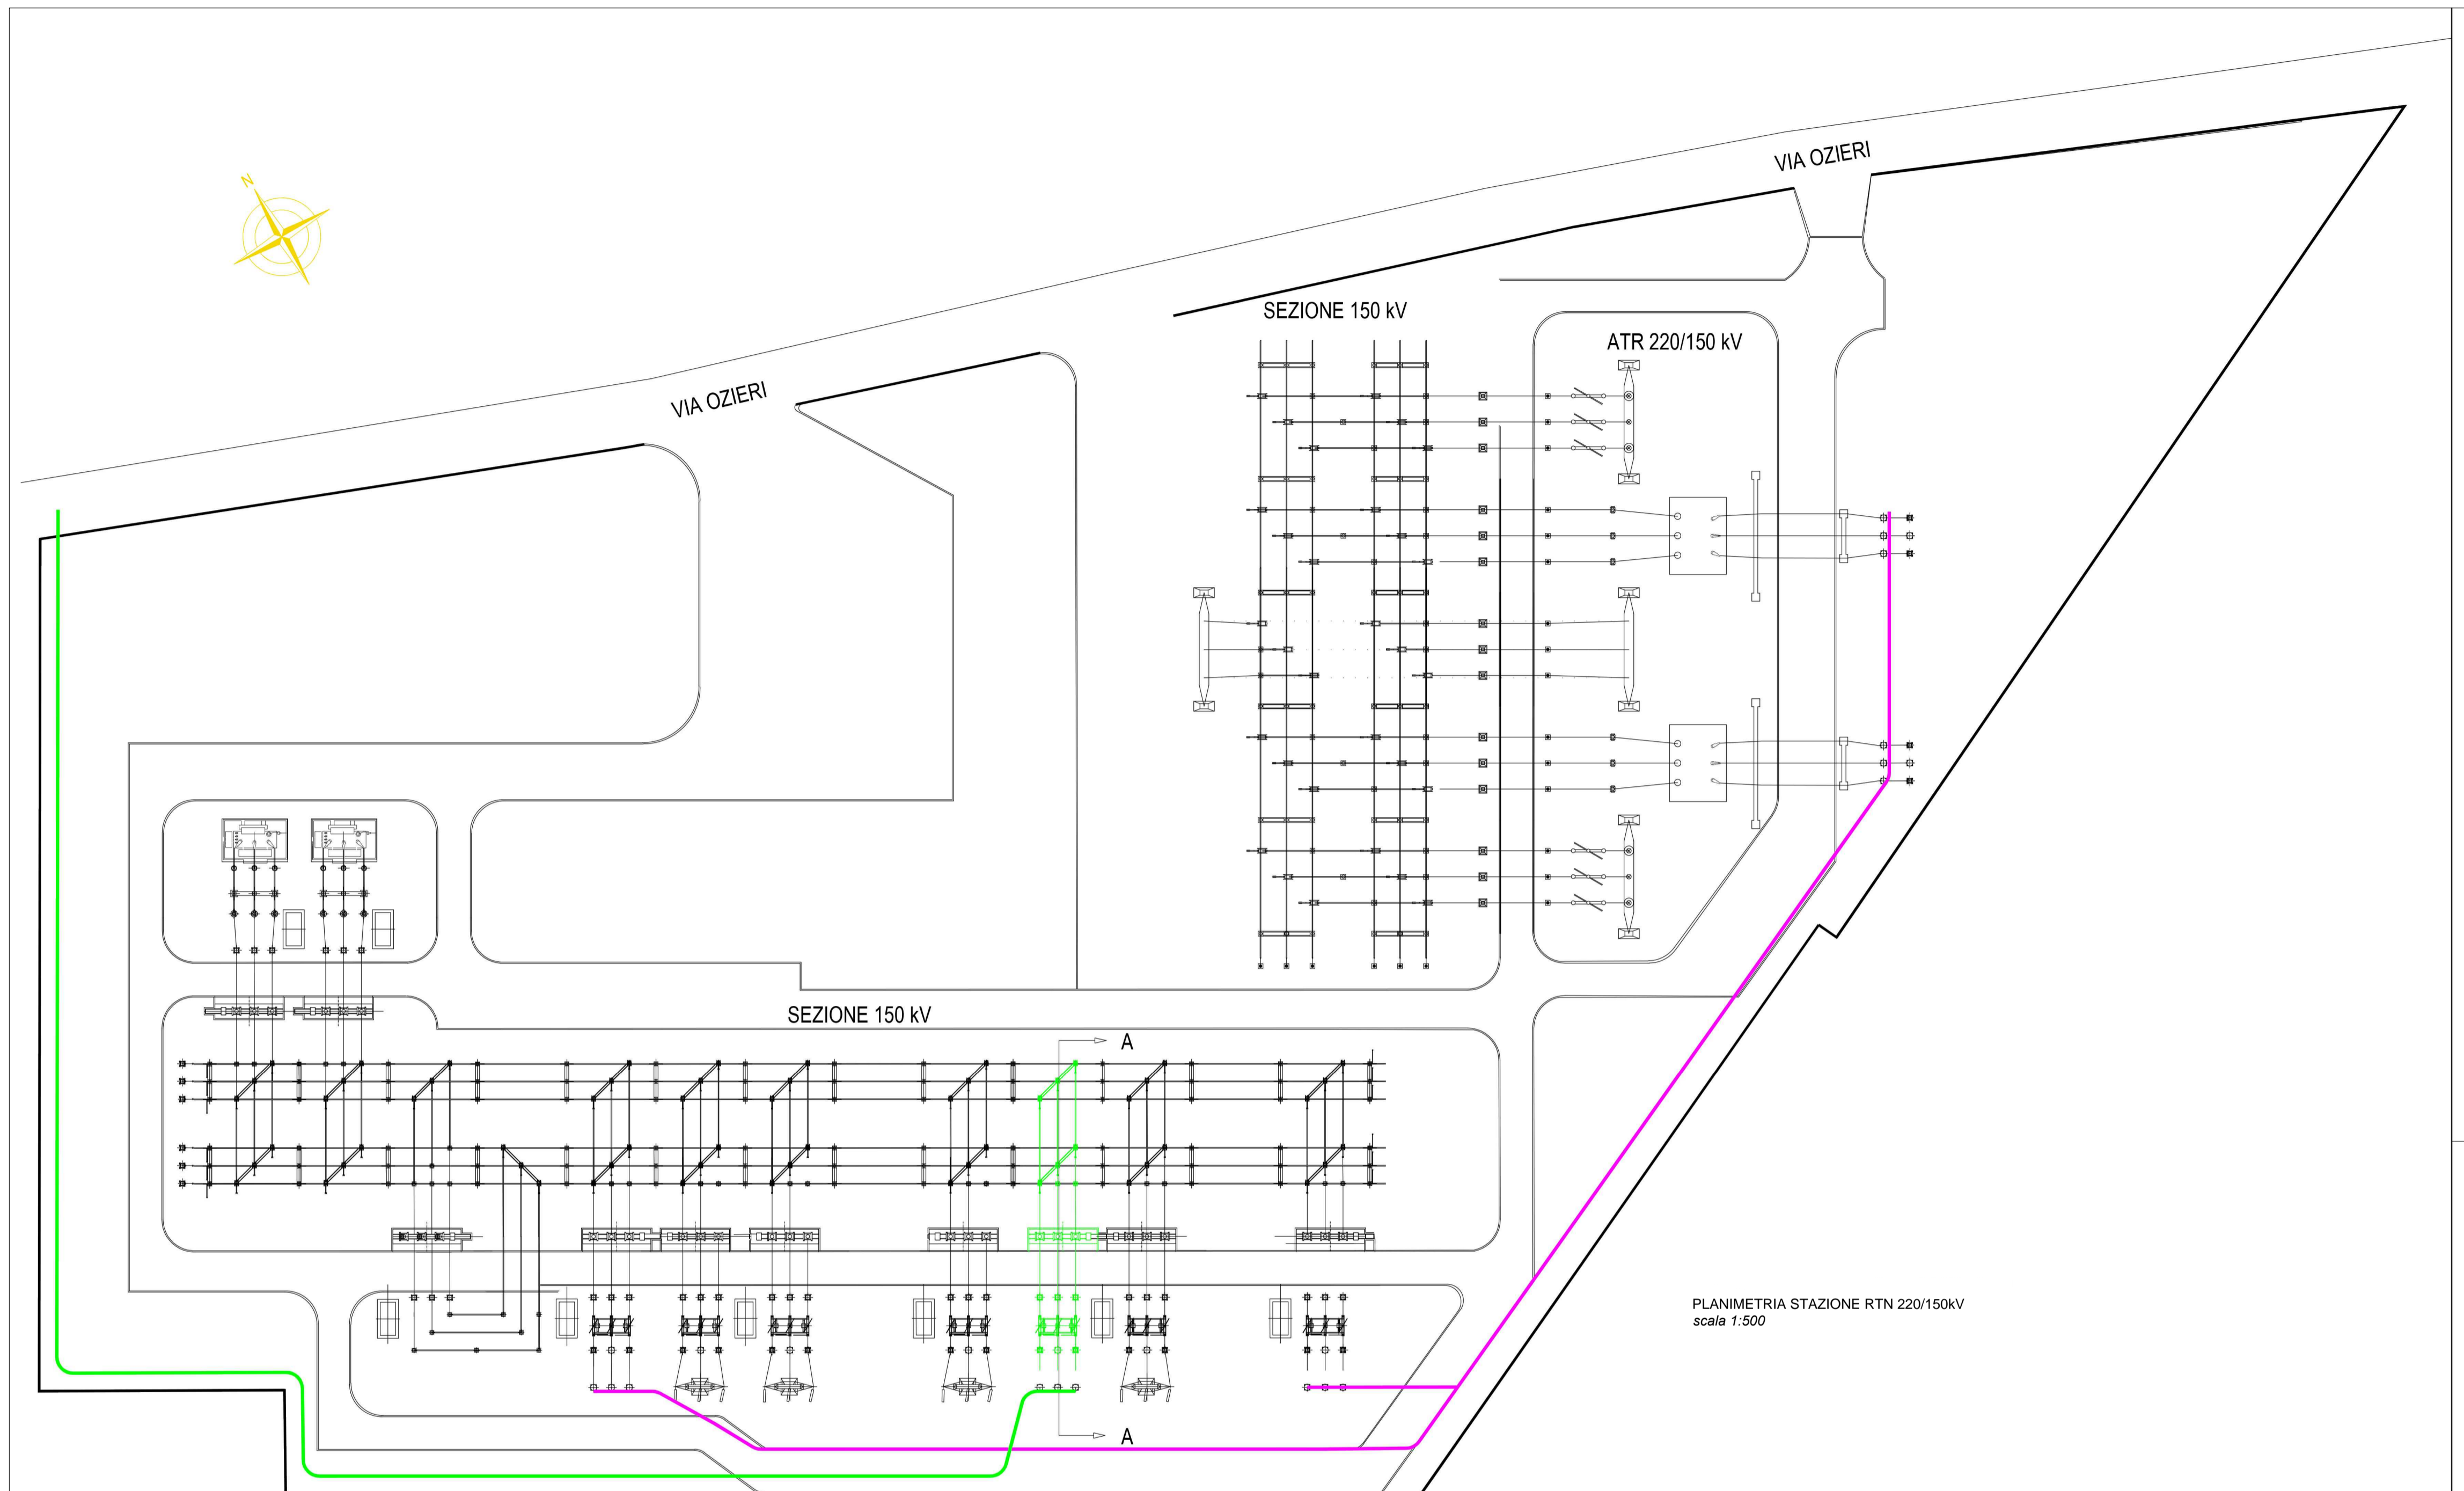 VIA OZIERI
N
SEZIONE 150 kV
ATR 220/150 kV
VIA OZIERI
SEZIONE 150 kV
A
PLANIMETRIA STAZIONE RTN 220/150kV
scala 1:500
A